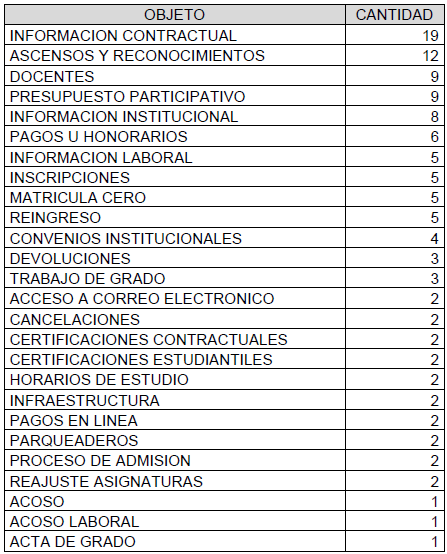 OBJETO CANTIDAD
INFORMACION CONTRACTUAL 19
ASCENSOS Y RECONOCIMIENTOS 12
DOCENTES 9
PRESUPUESTO PARTICIPATIVO 9
INFORMACION INSTITUCIONAL 8
PAGOS U HONORARIOS 6
INFORMACION LABORAL 5
INSCRIPCIONES 5
MATRICULA CERO 5
REINGRESO 5
CONVENIOS INSTITUCIONALES 4
DEVOLUCIONES 3
TRABAJO DE GRADO 3
ACCESO A CORREO ELECTRONICO 2
CANCELACIONES 2
CERTIFICACIONES CONTRACTUALES 2
CERTIFICACIONES ESTUDIANTILES 2
HORARIOS DE ESTUDIO 2
INFRAESTRUCTURA 2
PAGOS EN LINEA 2
PARQUEADEROS 2
PROCESO DE ADMISION 2
REAJUSTE ASIGNATURAS 2
ACOSO 1
ACOSO LABORAL 1
ACTA DE GRADO 1